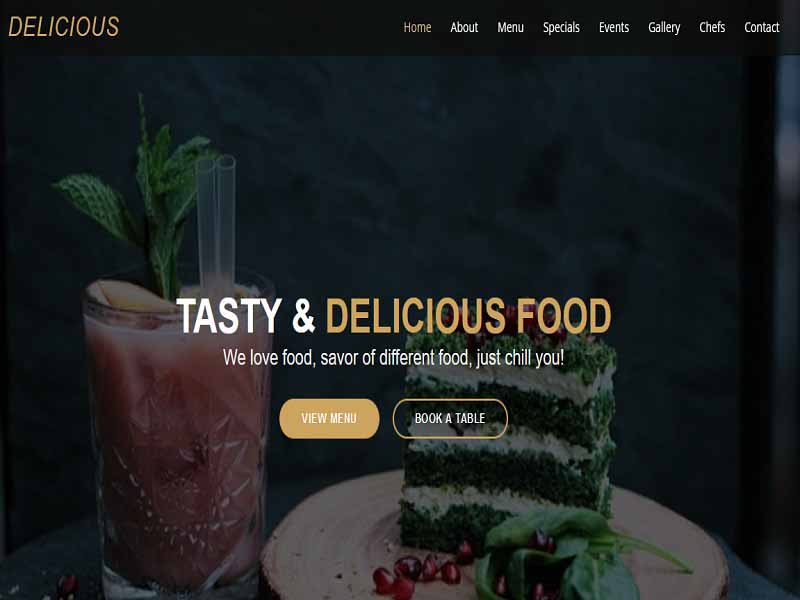 DELICIOUS
Home About Menu Specials Events Gallery Chefs Contact
TASTY & DELICIOUS FOOD
We love food, savor of different food, just chill you!
VIEW MENU BOOK A TABLE